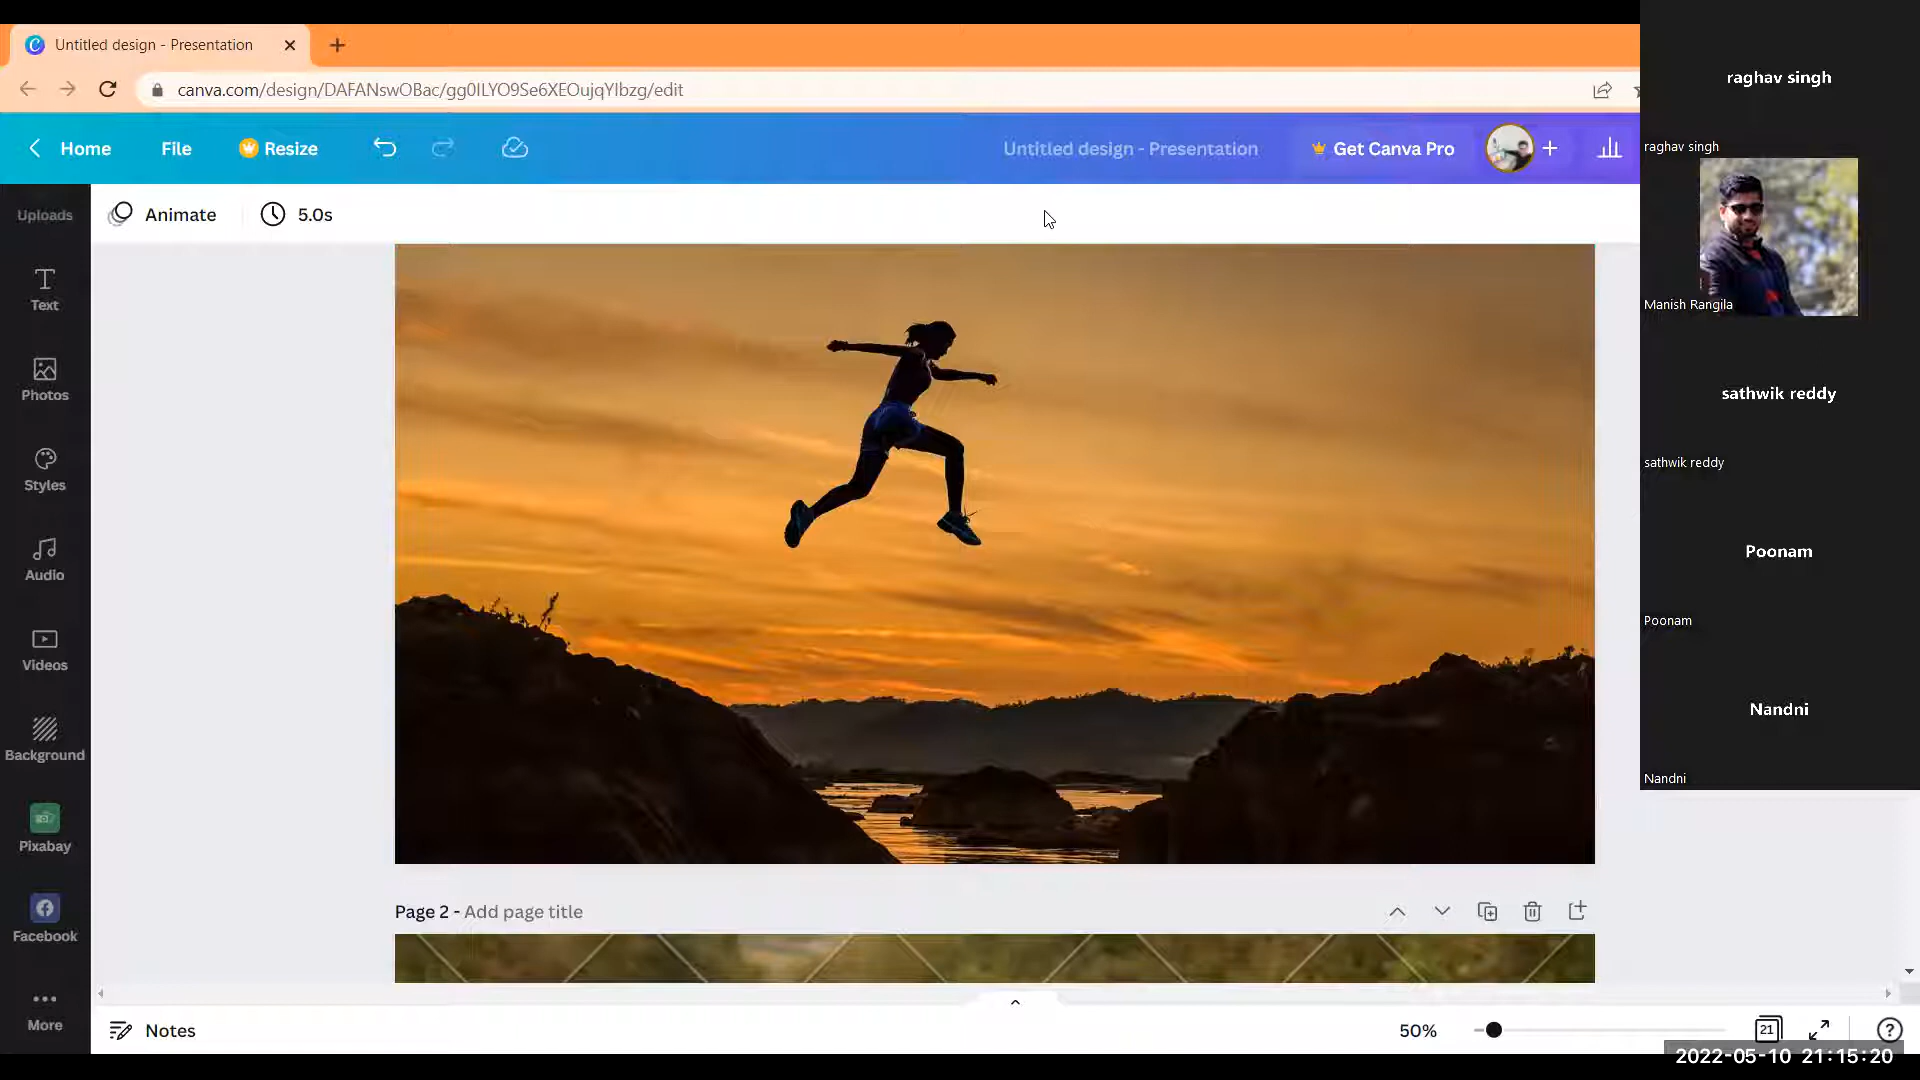 Untitled design - Presentation
canva.com/design/DAFANswOBac/gg0ILYO9Se6XEOujqYIbzg/edit
Home
File
Resize
Untitled design - Presentation
Get Canva Pro
Uploads
Animate
5.0s
Text
Photos
Styles
Audio
Videos
Background
Pixabay
Facebook
More
Page 2 - Add page title
Notes
50%
21
2022-05-10 21:15:20
raghav singh
raghav singh
Manish Rangila
sathwik reddy
sathwik reddy
Poonam
Poonam
Nandni
Nandni